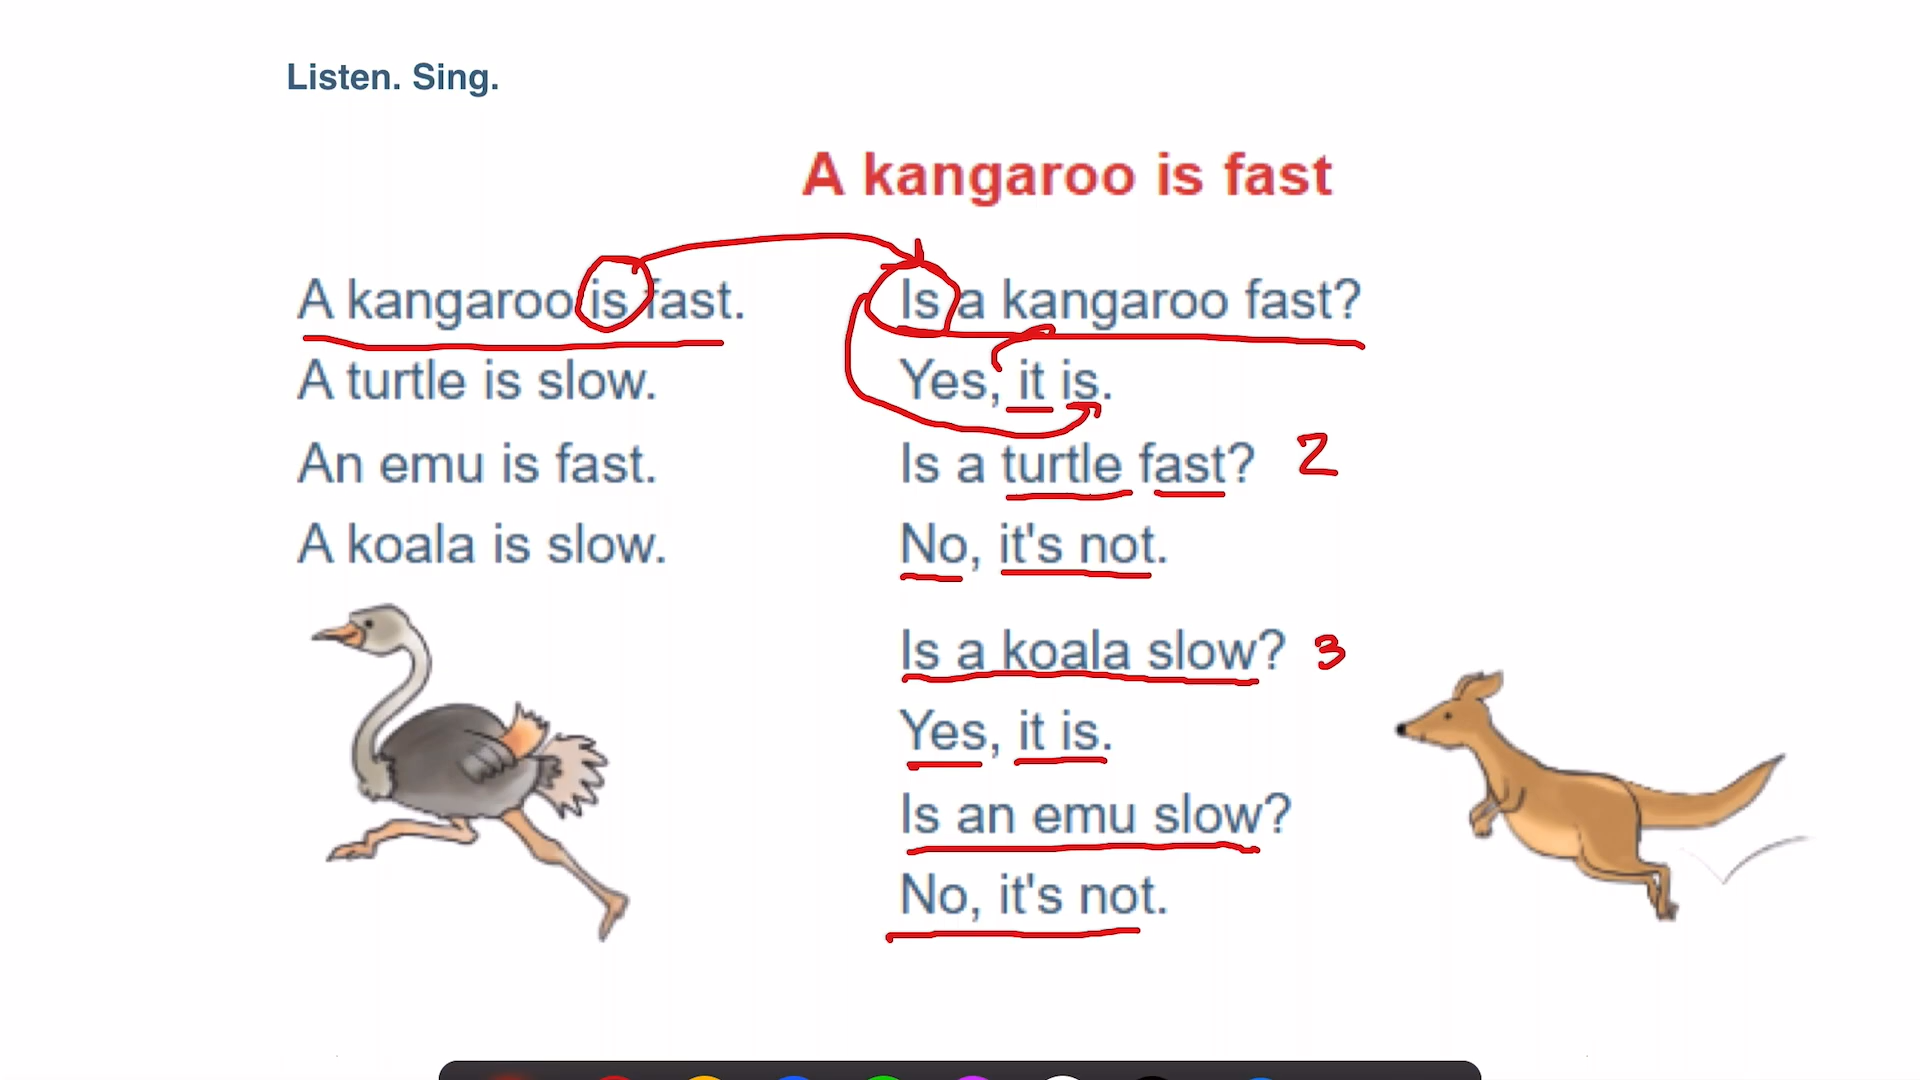 Listen. Sing.
A kangaroo is fast
A kangaroo is fast.
A turtle is slow.
An emu is fast.
A koala is slow.
Is a kangaroo fast?
Yes, it is.
Is a turtle fast? 2
No, it's not.
Is a koala slow? 3
Yes, it is.
Is an emu slow?
No, it's not.